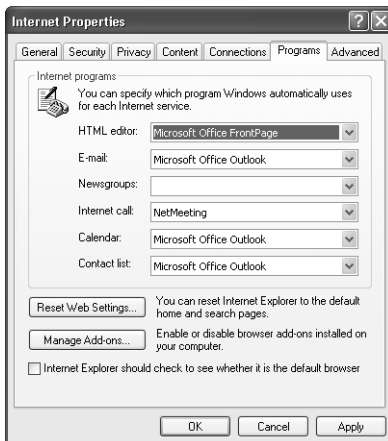 Internet Properties
General Security Privacy Content Connections Programs Advanced
Internet programs
You can specify which program Windows automatically uses
for each Internet service.
HTML editor: Microsoft Office FrontPage
E-mail: Microsoft Office Outlook
Newsgroups:
Internet call: NetMeeting
Calendar: Microsoft Office Outlook
Contact list: Microsoft Office Outlook
Reset Web Settings... You can reset Internet Explorer to the default
home and search pages.
Manage Add-ons... Enable or disable browser add-ons installed on
your computer.
Internet Explorer should check to see whether it is the default browser
OK Cancel Apply